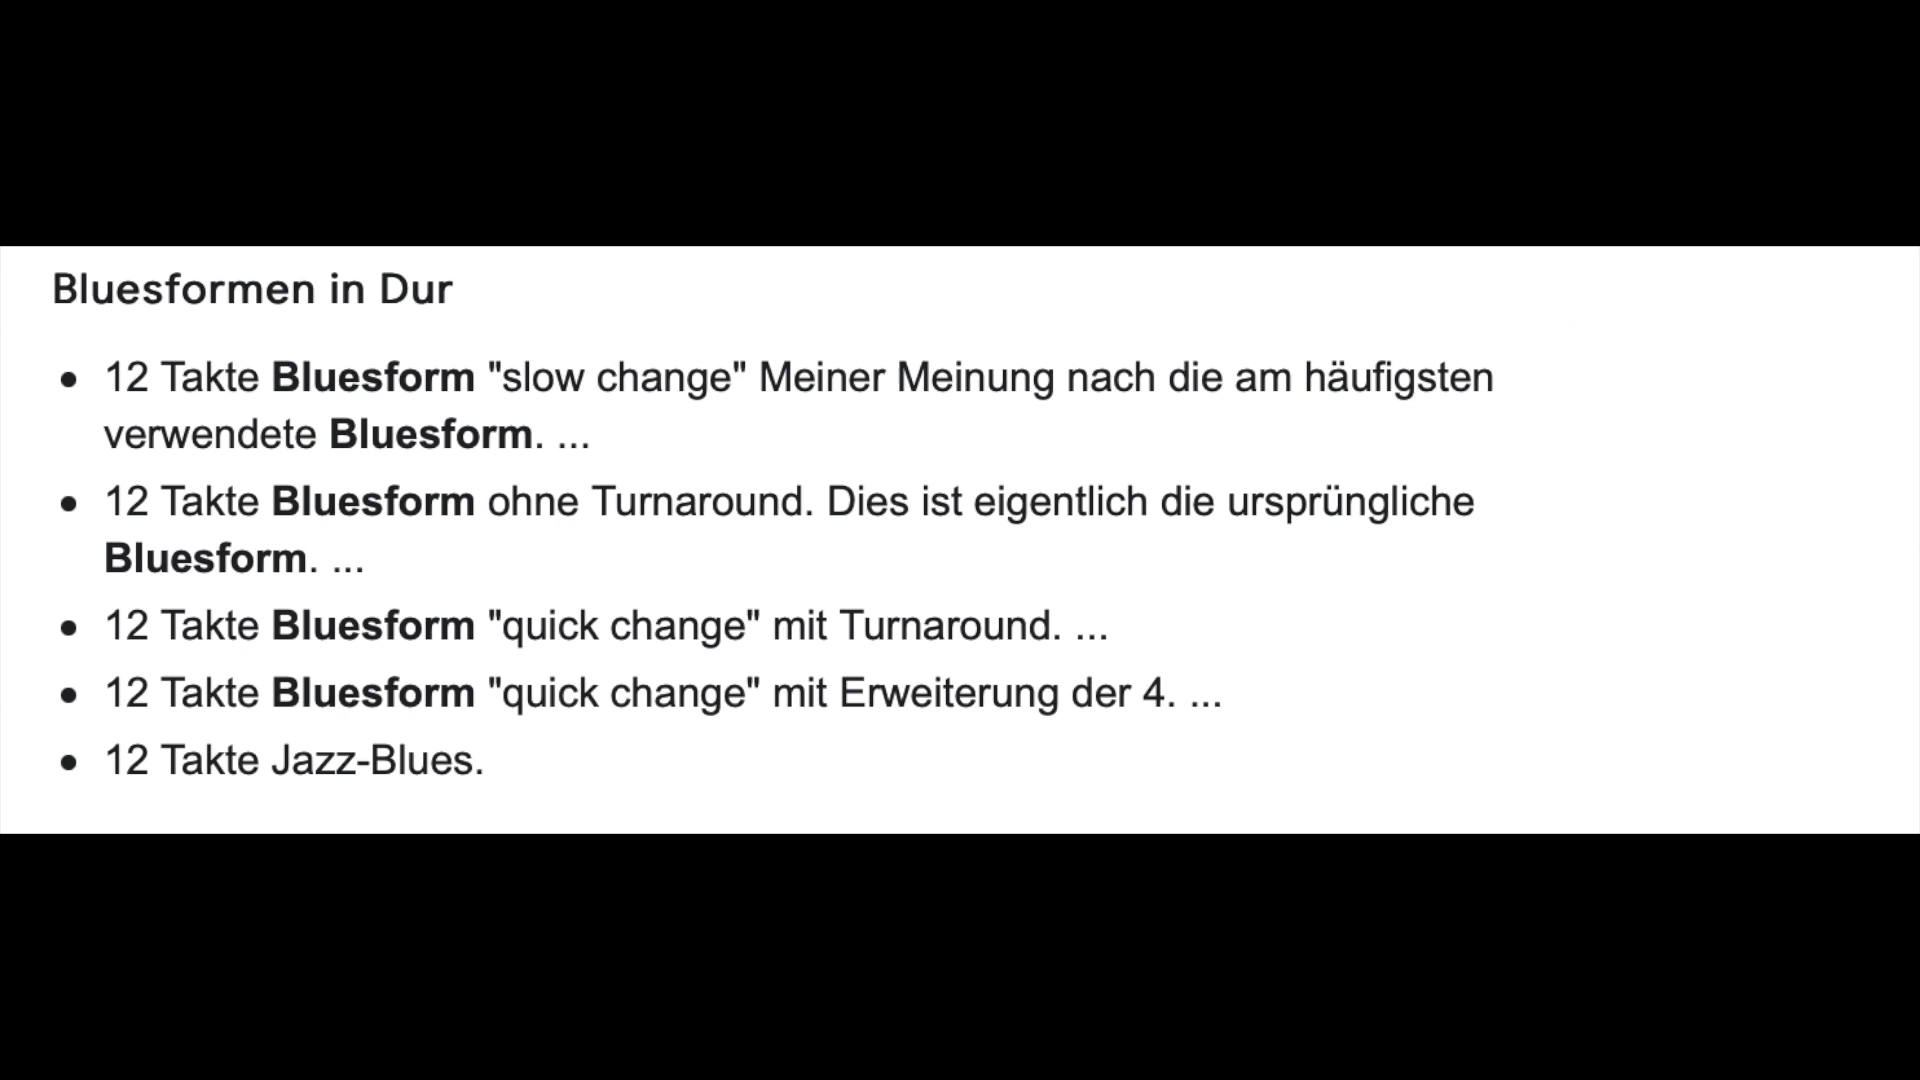 Bluesformen in Dur
• 12 Takte Bluesform "slow change" Meiner Meinung nach die am häufigsten
verwendete Bluesform. ...
• 12 Takte Bluesform ohne Turnaround. Dies ist eigentlich die ursprüngliche
Bluesform. ...
• 12 Takte Bluesform "quick change" mit Turnaround. ...
• 12 Takte Bluesform "quick change" mit Erweiterung der 4. ...
• 12 Takte Jazz-Blues.